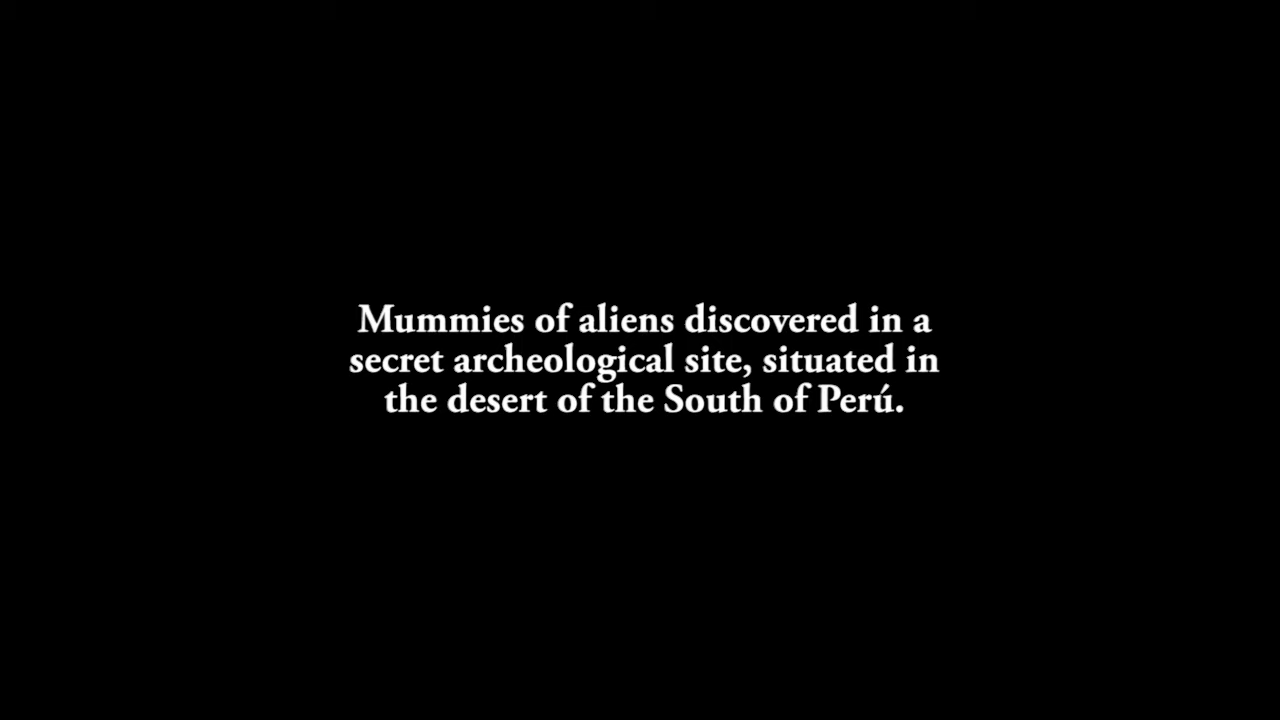 Mummies of aliens discovered in a
secret archeological site, situated in
the desert of the South of Perú.